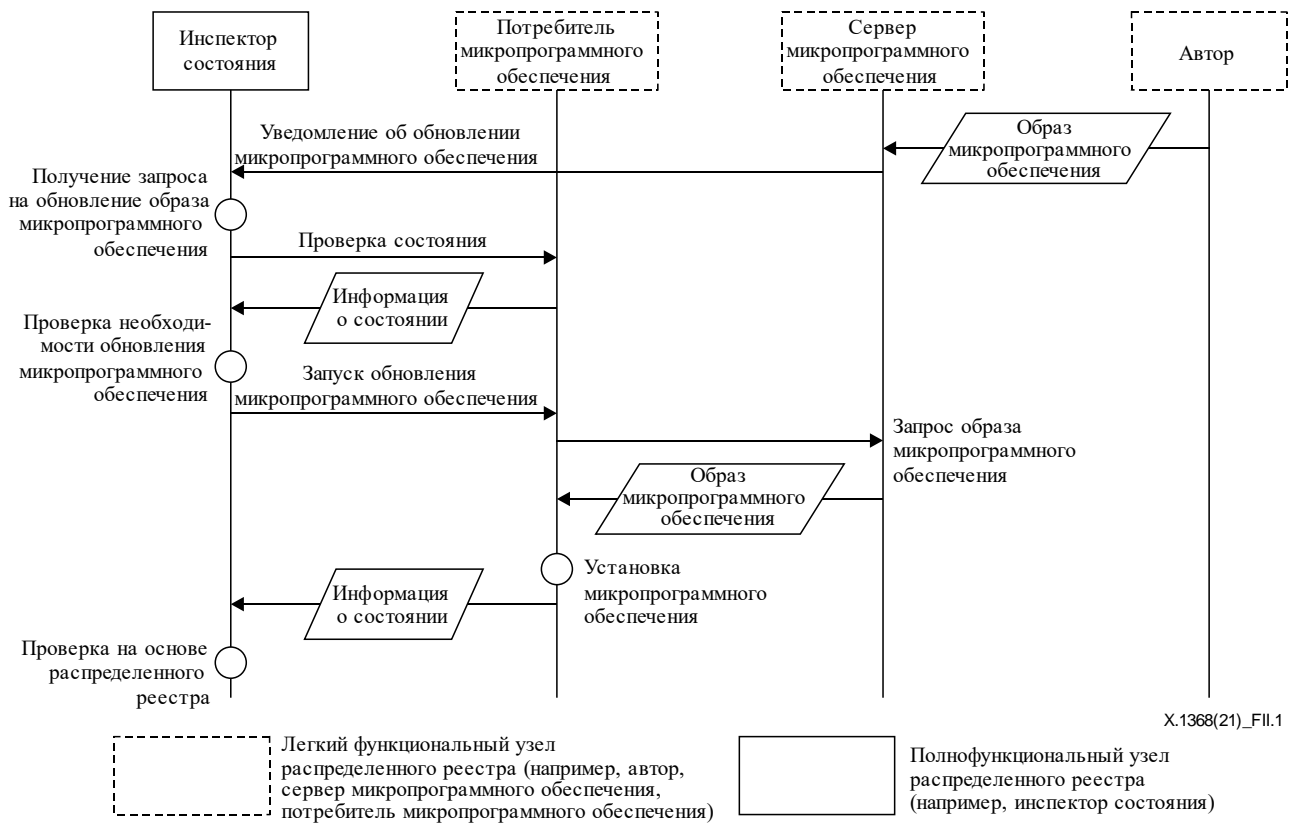 Инспектор
состояния
Потребитель
микропрограммного
обеспечения
Сервер
микропрограммного
обеспечения
Автор
Уведомление об обновлении
микропрограммного обеспечения
Образ
микропрограммного
обеспечения
Получение запроса
на обновление образа
микропрограммного
обеспечения
Проверка состояния
Информация
о состоянии
Проверка необходи-
мости обновления
микропрограммного
обеспечения
Запуск обновления
микропрограммного обеспечения
Запрос образа
микропрограммного
обеспечения
Образ
микропрограммного
обеспечения
Установка
микропрограммного
обеспечения
Информация
о состоянии
Проверка на основе
распределенного
реестра
X.1368(21)_FII.1
Легкий функциональный узел
распределенного реестра (например, автор,
сервер микропрограммного обеспечения,
потребитель микропрограммного обеспечения)
Полнофункциональный узел
распределенного реестра
(например, инспектор состояния)